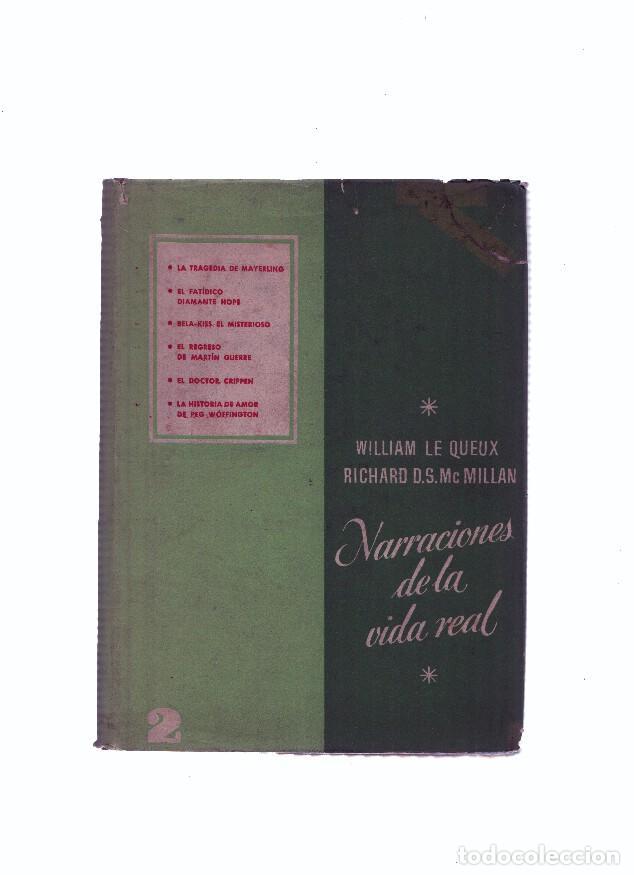 • LA TRAGEDIA DE MAYERLING
• EL FATÍDICO
DIAMANTE HOPE
• BELA-KISS, EL MISTERIOSO
• EL REGRESO
DE MARTÍN GUERRE
• EL DOCTOR CRIPPEN
• LA HISTORIA DE AMOR
DE PEG WÖFFINGTON
*
WILLIAM LE QUEUX
RICHARD D.S. Mc MILLAN
Narraciones
de la
vida real
*
2
todocoleccion